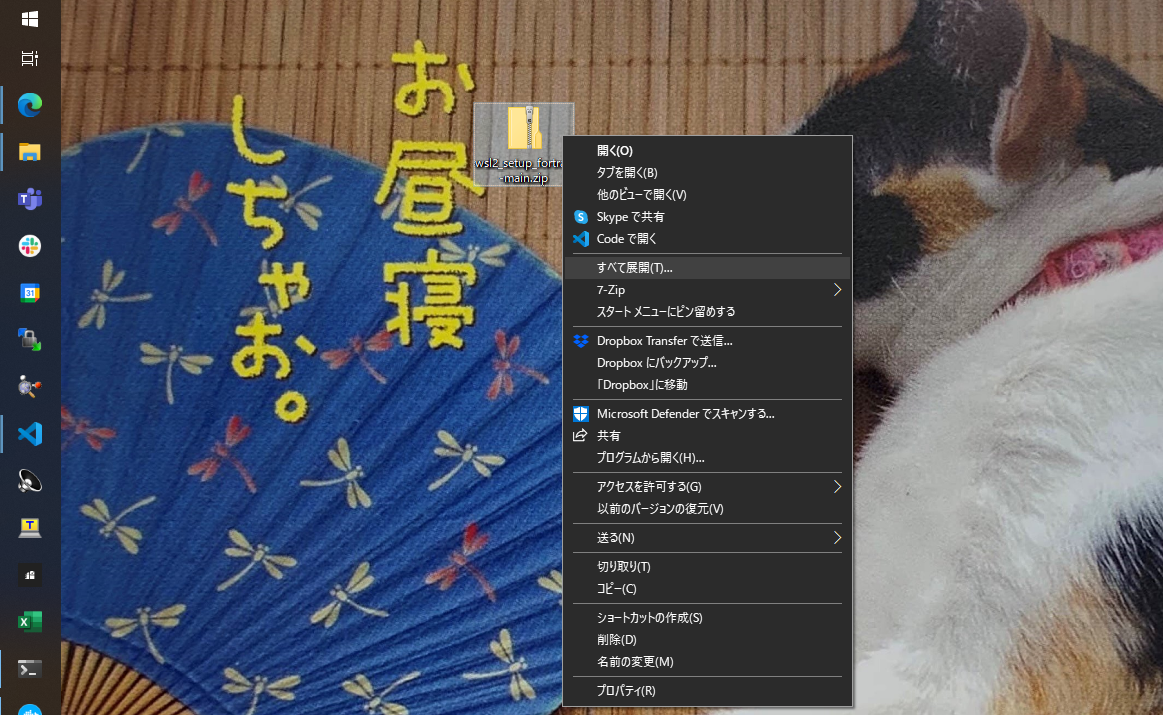 お昼寝
しちゃお。
wsl2_setup_fortra
-main.zip
開く(O)
タブを開く(B)
他のビューで開く(V)
Skype で共有
Code で開く
すべて展開(T)...
7-Zip
スタート メニューにピン留めする
Dropbox Transfer で送信...
Dropbox にバックアップ...
「Dropbox」に移動
Microsoft Defender でスキャンする...
共有
プログラムから開く(H)...
アクセスを許可する(G)
以前のバージョンの復元(V)
送る(N)
切り取り(T)
コピー(C)
ショートカットの作成(S)
削除(D)
名前の変更(M)
プロパティ(R)
T
31
T
X